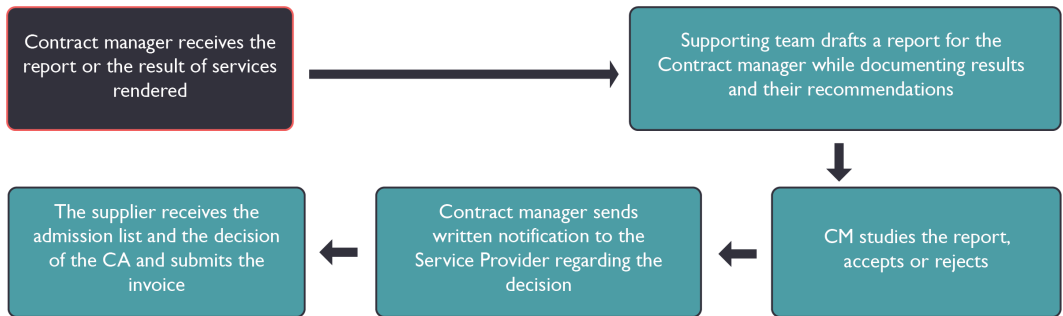 Contract manager receives the
report or the result of services
rendered
Supporting team drafts a report for the
Contract manager while documenting results
and their recommendations
CM studies the report,
accepts or rejects
Contract manager sends
written notification to the
Service Provider regarding the
decision
The supplier receives the
admission list and the decision
of the CA and submits the
invoice